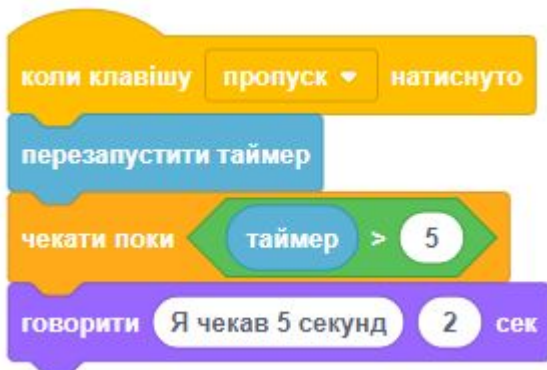 коли клавішу пропуск натиснуто
перезапустити таймер
чекати поки таймер > 5
говорити Я чекав 5 секунд 2 сек